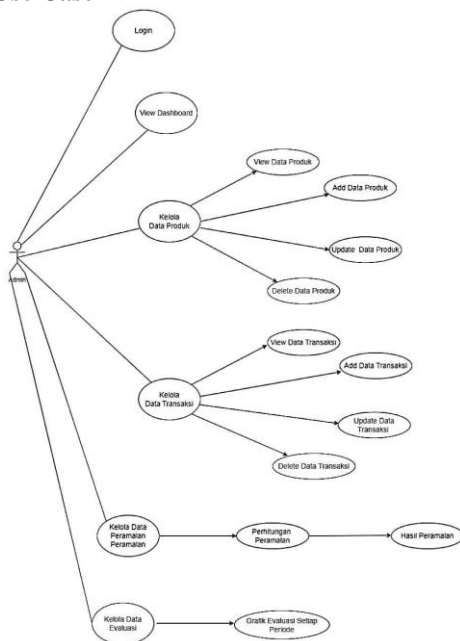 Login
View Dashboard
View Data Produk
Add Data Produk
Kelola
Data Produk
Update Data Produk
Delete Data Produk
Admin
View Data Transaksi
Add Data Transaksi
Kelola
Data Transaksi
Update Data
Transaksi
Delete Data Transaksi
Kelola Data
Peramalan
Peramalan
Perhitungan
Peramalan
Hasil Peramalan
Kelola Data
Evaluasi
Grafik Evaluasi Setiap
Periode